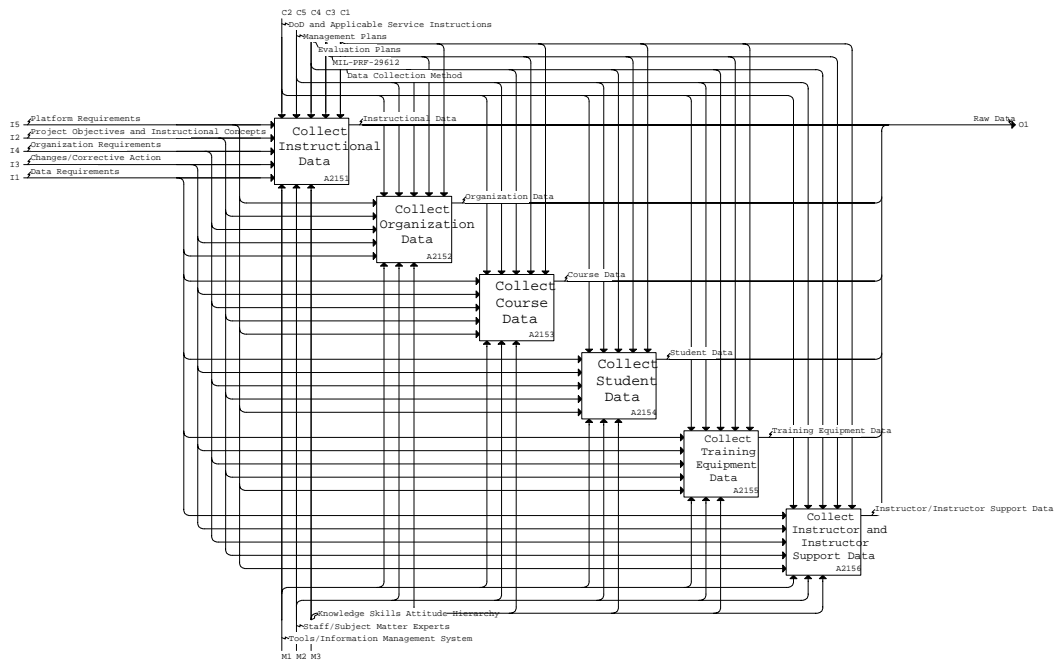 C2 C5 C4 C3 C1
DoD and Applicable Service Instructions
Management Plans
Evaluation Plans
MIL-PRF-29612
Data Collection Method
I5 Platform Requirements
I2 Project Objectives and Instructional Concepts
I4 Organization Requirements
I3 Changes/Corrective Action
I1 Data Requirements
Collect
Instructional
Data
A2151
Instructional Data
Raw Data
O1
Collect
Organization
Data
A2152
Organization Data
Collect
Course
Data
A2153
Course Data
Collect
Student
Data
A2154
Student Data
Collect
Training
Equipment
Data
A2155
Training Equipment Data
Collect
Instructor and
Instructor
Support Data
A2156
Instructor/Instructor Support Data
Knowledge Skills Attitude Hierarchy
Staff/Subject Matter Experts
Tools/Information Management System
M1 M2 M3